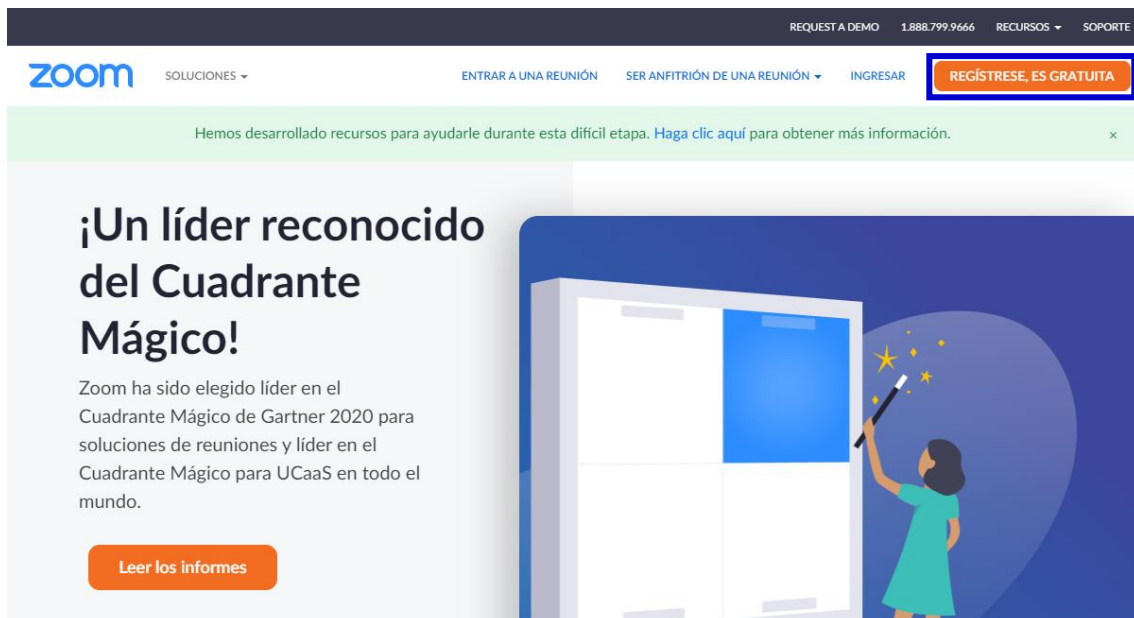 REQUEST A DEMO 1.888.799.9666 RECURSOS SOPORTE
zoom SOLUCIONES ENTRAR A UNA REUNIÓN SER ANFITRIÓN DE UNA REUNIÓN INGRESAR REGÍSTRESE, ES GRATUITA
Hemos desarrollado recursos para ayudarle durante esta difícil etapa. Haga clic aquí para obtener más información. ×
¡Un líder reconocido
del Cuadrante
Mágico!
Zoom ha sido elegido líder en el
Cuadrante Mágico de Gartner 2020 para
soluciones de reuniones y líder en el
Cuadrante Mágico para UCaaS en todo el
mundo.
Leer los informes